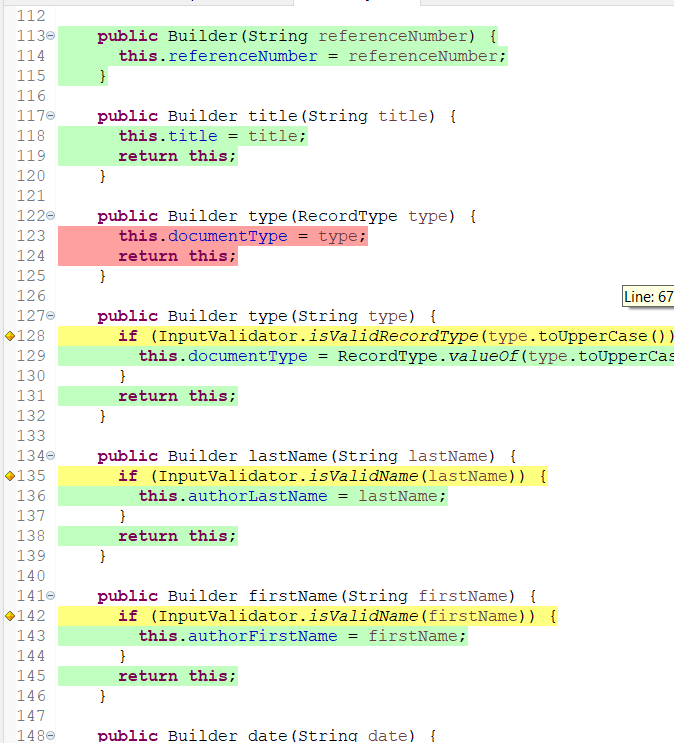 112
113 public Builder(String referenceNumber) {
114 this.referenceNumber = referenceNumber;
115 }
116
117 public Builder title(String title) {
118 this.title = title;
119 return this;
120 }
121
122 public Builder type(RecordType type) {
123 this.documentType = type;
124 return this;
125 }
126
Line: 67
127 public Builder type(String type) {
128 if (InputValidator.isValidRecordType(type.toUpperCase())
129 this.documentType = RecordType.valueOf(type.toUpperCas
130 }
131 return this;
132 }
133
134 public Builder lastName(String lastName) {
135 if (InputValidator.isValidName(lastName)) {
136 this.authorLastName = lastName;
137 }
138 return this;
139 }
140
141 public Builder firstName(String firstName) {
142 if (InputValidator.isValidName(firstName)) {
143 this.authorFirstName = firstName;
144 }
145 return this;
146 }
147
148 public Builder date(String date) {